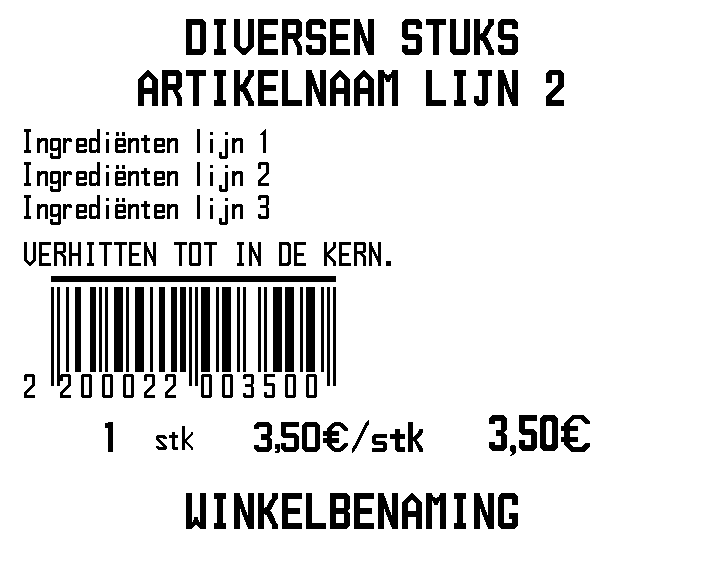 DIVERSEN STUKS
ARTIKELNAAM LIJN 2
Ingrediënten lijn 1
Ingrediënten lijn 2
Ingrediënten lijn 3
VERHITTEN TOT IN DE KERN.
2 200022 003500
1 stk 3,50€/stk 3,50€
WINKELBENAMING